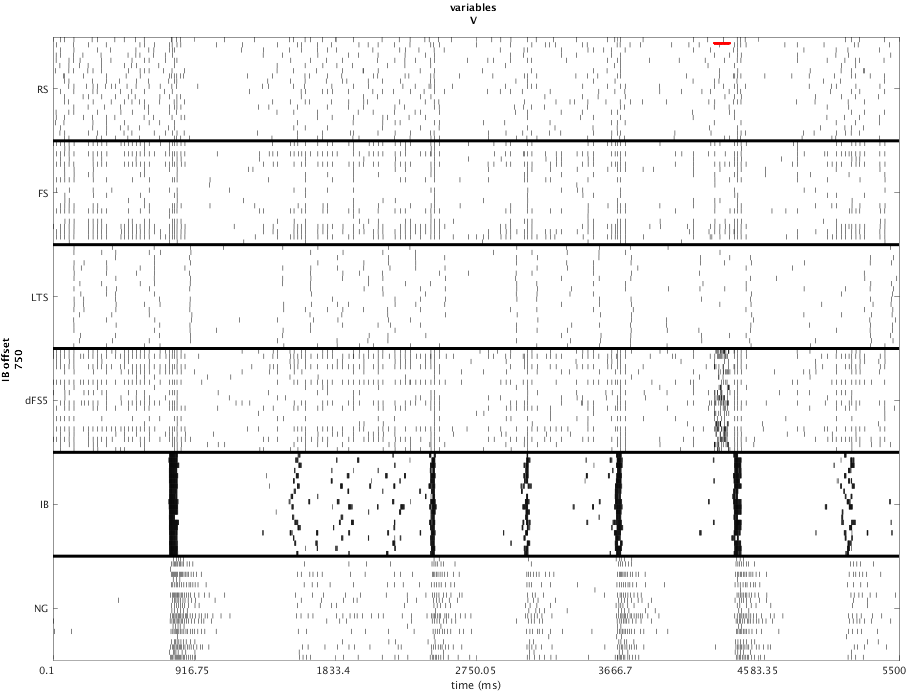 variables
V
RS
FS
LTS
IB offset
750
dFS5
IB
NG
0.1
916.75
1833.4
2750.05
3666.7
4583.35
5500
time (ms)